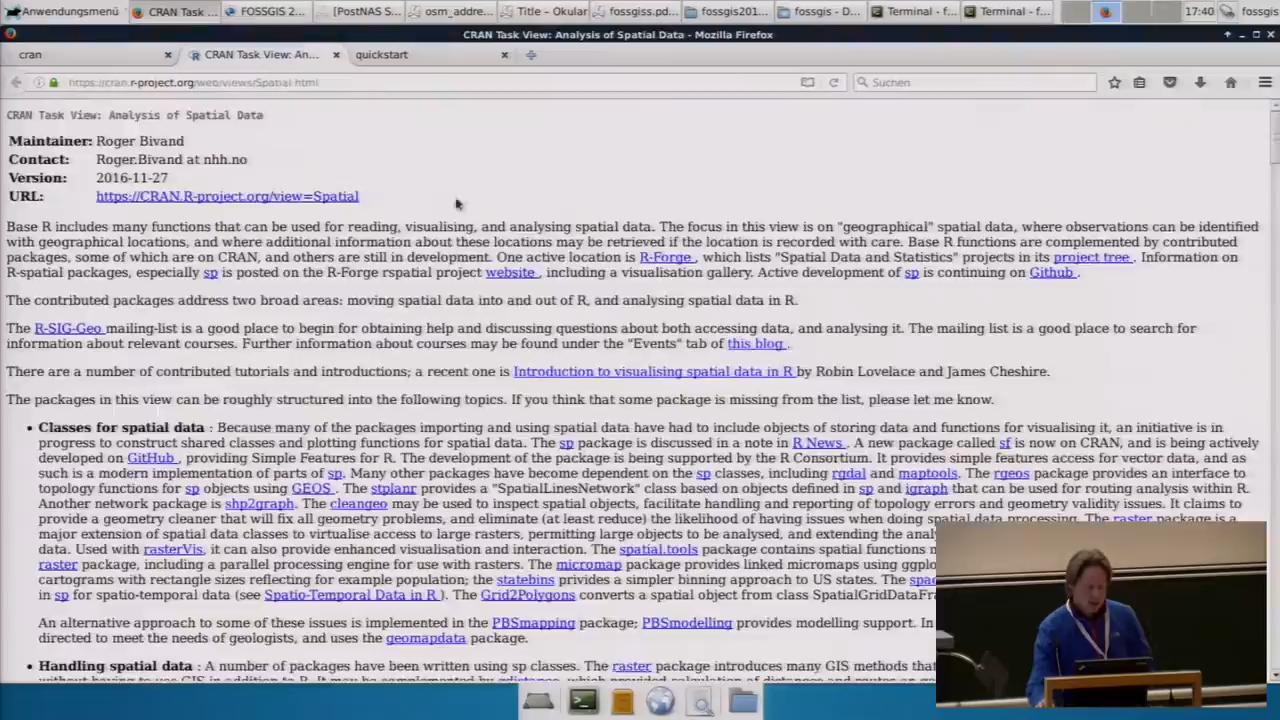 Anwendungsmenü
CRAN Task ...
FOSSGIS 2...
[PostNAS S...
osm_addre...
Title – Okular
fossgiss.pd...
fossgis201...
fossgis - D...
Terminal - f...
Terminal - f...
17:40
fossgis
CRAN Task View: Analysis of Spatial Data - Mozilla Firefox
cran
CRAN Task View: An...
quickstart
https://cran.r-project.org/web/views/Spatial.html
Suchen
CRAN Task View: Analysis of Spatial Data
Maintainer: Roger Bivand
Contact: Roger.Bivand at nhh.no
Version: 2016-11-27
URL: https://CRAN.R-project.org/view=Spatial
Base R includes many functions that can be used for reading, visualising, and analysing spatial data. The focus in this view is on "geographical" spatial data, where observations can be identified
with geographical locations, and where additional information about these locations may be retrieved if the location is recorded with care. Base R functions are complemented by contributed
packages, some of which are on CRAN, and others are still in development. One active location is R-Forge , which lists "Spatial Data and Statistics" projects in its project tree . Information on
R-spatial packages, especially sp is posted on the R-Forge rspatial project website , including a visualisation gallery. Active development of sp is continuing on Github .
The contributed packages address two broad areas: moving spatial data into and out of R, and analysing spatial data in R.
The R-SIG-Geo mailing-list is a good place to begin for obtaining help and discussing questions about both accessing data, and analysing it. The mailing list is a good place to search for
information about relevant courses. Further information about courses may be found under the "Events" tab of this blog .
There are a number of contributed tutorials and introductions; a recent one is Introduction to visualising spatial data in R by Robin Lovelace and James Cheshire.
The packages in this view can be roughly structured into the following topics. If you think that some package is missing from the list, please let me know.
• Classes for spatial data : Because many of the packages importing and using spatial data have had to include objects of storing data and functions for visualising it, an initiative is in
progress to construct shared classes and plotting functions for spatial data. The sp package is discussed in a note in R News . A new package called sf is now on CRAN, and is being actively
developed on GitHub , providing Simple Features for R. The development of the package is being supported by the R Consortium. It provides simple features access for vector data, and as
such is a modern implementation of parts of sp. Many other packages have become dependent on the sp classes, including rgdal and maptools. The rgeos package provides an interface to
topology functions for sp objects using GEOS . The stplanr provides a "SpatialLinesNetwork" class based on objects defined in sp and igraph that can be used for routing analysis within R.
Another network package is shp2graph. The cleangeo may be used to inspect spatial objects, facilitate handling and reporting of topology errors and geometry validity issues. It claims to
provide a geometry cleaner that will fix all geometry problems, and eliminate (at least reduce) the likelihood of having issues when doing spatial data processing. The raster package is a
major extension of spatial data classes to virtualise access to large rasters, permitting large objects to be analysed, and extending the
data. Used with rasterVis, it can also provide enhanced visualisation and interaction. The spatial.tools package contains spatial functions
raster package, including a parallel processing engine for use with rasters. The micromap package provides linked micromaps using
cartograms with rectangle sizes reflecting for example population; the statebins privides a simpler binning approach to US states. The
in sp for spatio-temporal data (see Spatio-Temporal Data in R ). The Grid2Polygons converts a spatial object from class
An alternative approach to some of these issues is implemented in the PBSmapping package; PBSmodelling provides modelling support. In
directed to meet the needs of geologists, and uses the geomapdata package.
• Handling spatial data : A number of packages have been written using sp classes. The raster package introduces many GIS methods